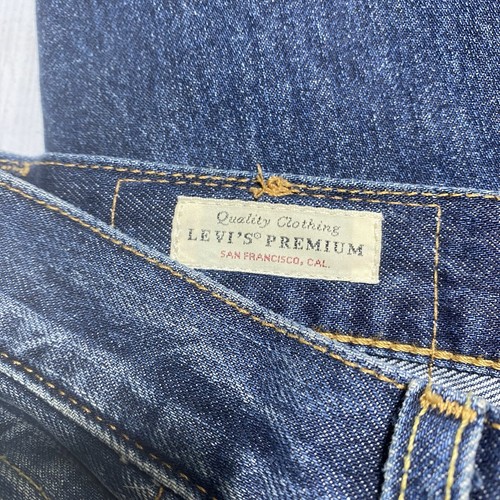 Quality Clothing
LEVI'S® PREMIUM
SAN FRANCISCO, CAL.